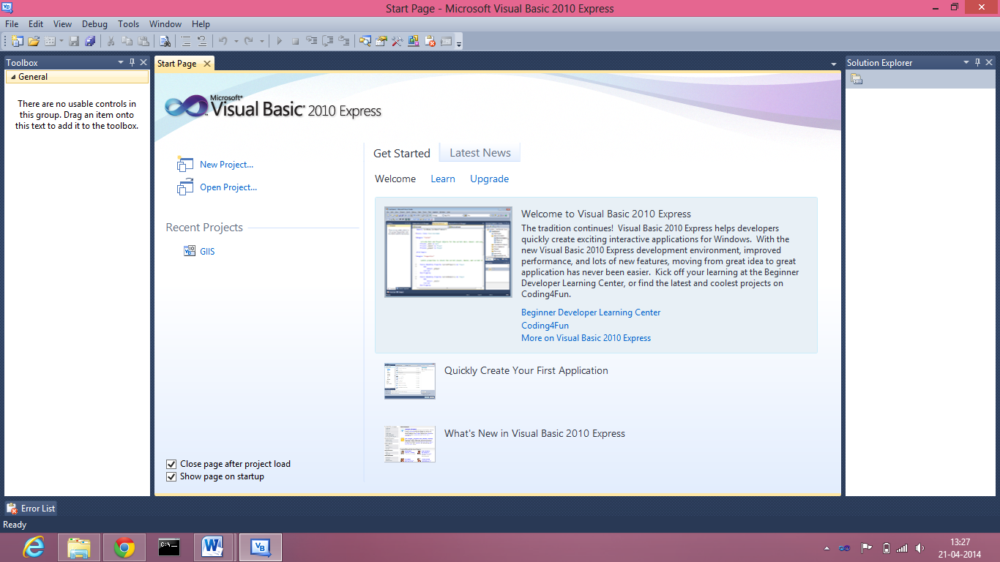 Start Page - Microsoft Visual Basic 2010 Express
File Edit View Debug Tools Window Help
Toolbox
General
There are no usable controls in
this group. Drag an item onto
this text to add it to the toolbox.
Start Page
Microsoft®
Visual Basic® 2010 Express
New Project...
Open Project...
Recent Projects
GIIS
Close page after project load
Show page on startup
Get Started Latest News
Welcome Learn Upgrade
Welcome to Visual Basic 2010 Express
The tradition continues! Visual Basic 2010 Express helps developers
quickly create exciting interactive applications for Windows. With the
new Visual Basic 2010 Express development environment, improved
performance, and lots of new features, moving from great idea to great
application has never been easier. Kick off your learning at the Beginner
Developer Learning Center, or find the latest and coolest projects on
Coding4Fun.
Beginner Developer Learning Center
Coding4Fun
More on Visual Basic 2010 Express
Quickly Create Your First Application
What's New in Visual Basic 2010 Express
Solution Explorer
Error List
Ready
13:27
21-04-2014